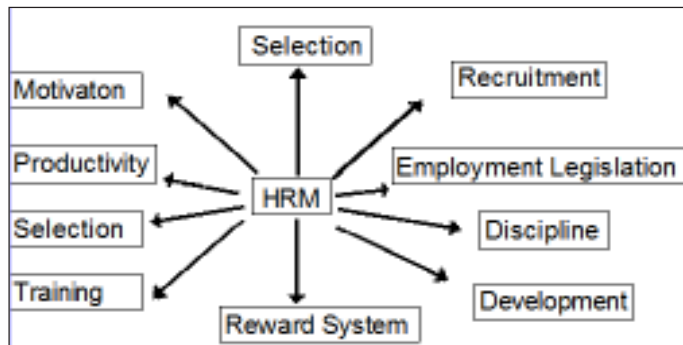 Selection
Recruitment
Motivaton
Productivity
Employment Legislation
HRM
Selection
Discipline
Training
Development
Reward System